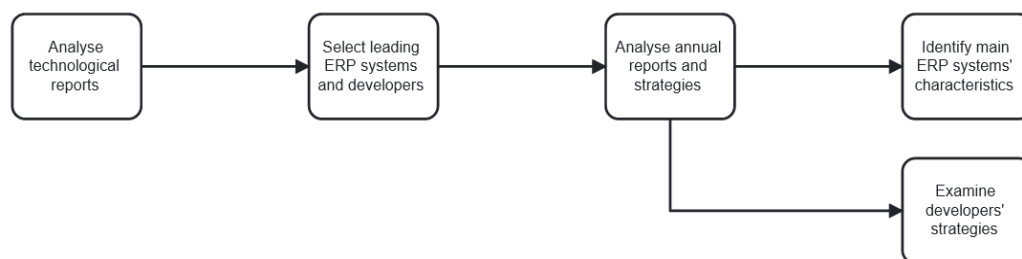 Analyse
technological
reports
Select leading
ERP systems
and developers
Analyse annual
reports and
strategies
Identify main
ERP systems'
characteristics
Examine
developers'
strategies